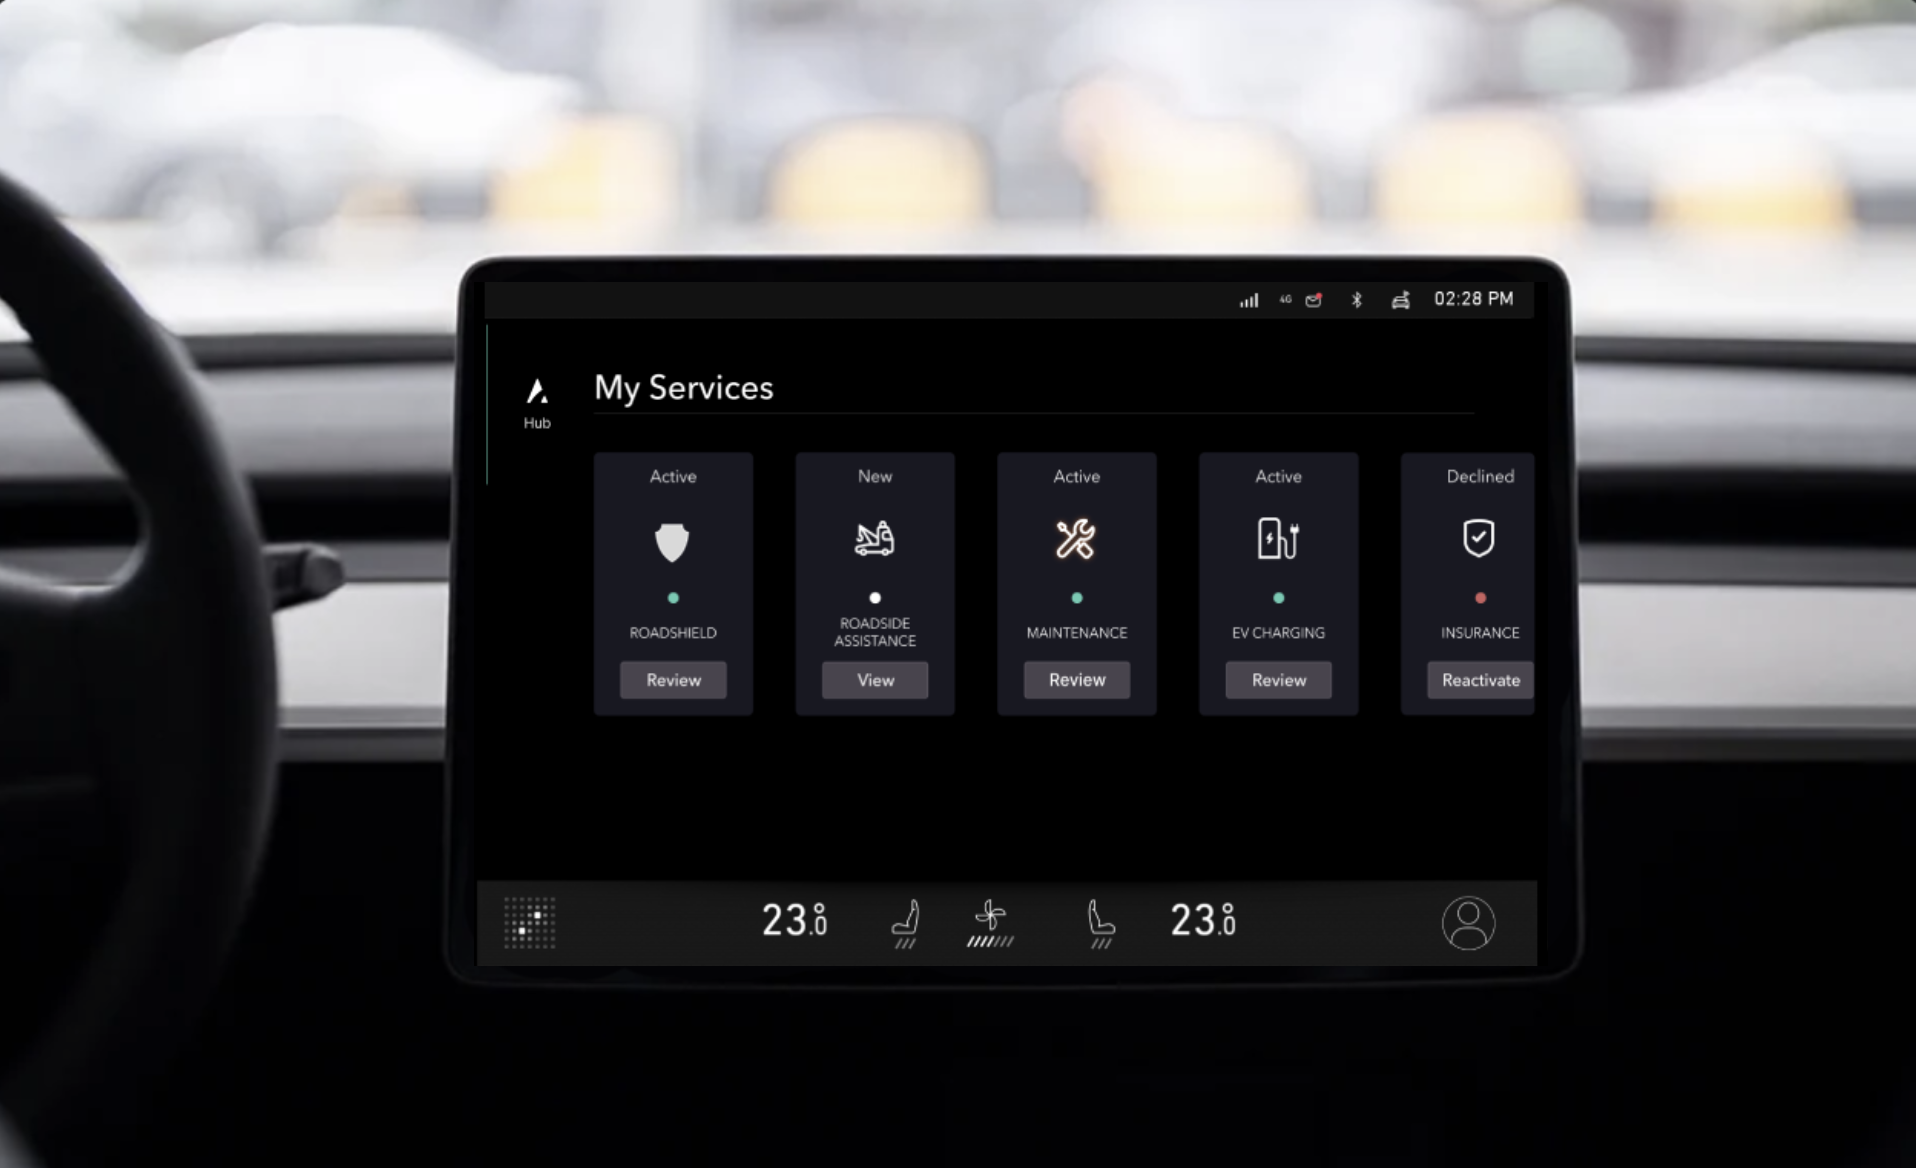 4G
02:28 PM
My Services
Hub
Active
ROADSHIELD
Review
New
ROADSIDE
ASSISTANCE
View
Active
MAINTENANCE
Review
Active
EV CHARGING
Review
Declined
INSURANCE
Reactivate
23.0°
23.0°